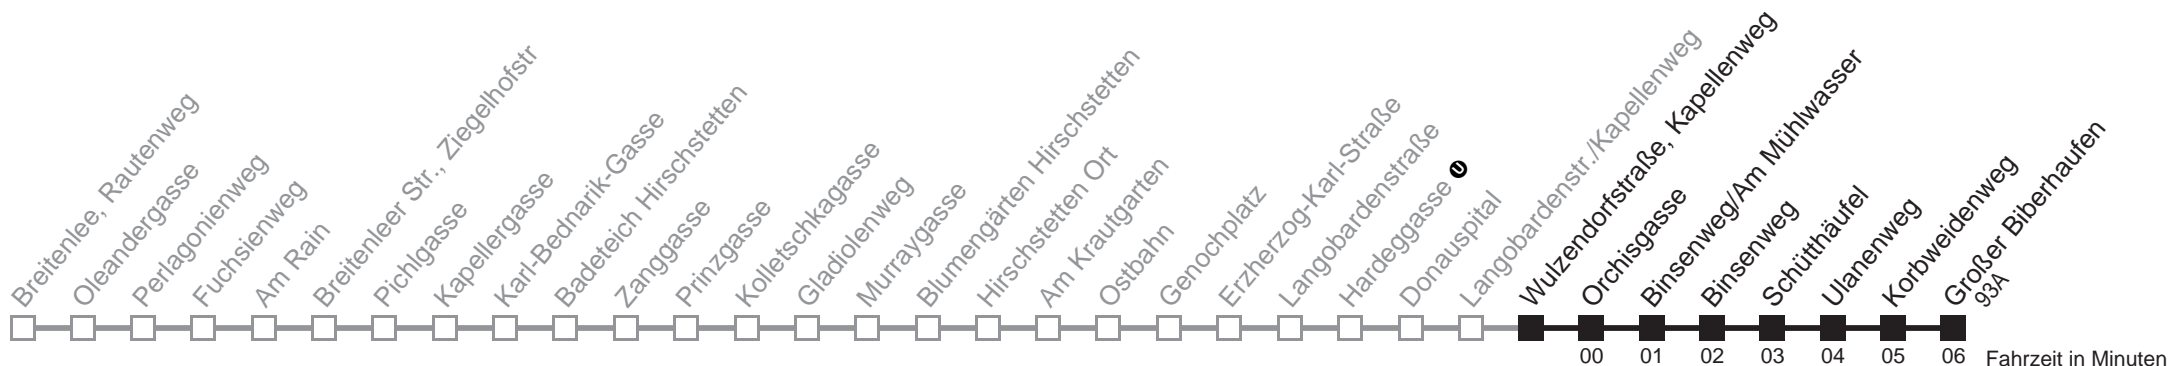 Breitenlee, Rautenweg
Oleandergasse
Perlagonienweg
Fuchsienweg
Am Rain
Breitenleer Str., Ziegelhofstr
Pichlgasse
Kapellergasse
Karl-Bednarik-Gasse
Badeteich Hirschstetten
Zanggasse
Prinzgasse
Kolletschkagasse
Gladiolenweg
Murraygasse
Blumengärten Hirschstetten
Hirschstetten Ort
Am Krautgarten
Ostbahn
Genochplatz
Erzherzog-Karl-Straße
Langobardenstraße
Hardeggasse U
Donauspital
Langobardenstr./Kapellenweg
Wulzendorfstraße, Kapellenweg
Orchisgasse
Binsenweg/Am Mühlwasser
Binsenweg
Schütthäufel
Ulanenweg
Korbweidenweg
Großer Biberhaufen
93A
00 01 02 03 04 05 06 Fahrzeit in Minuten